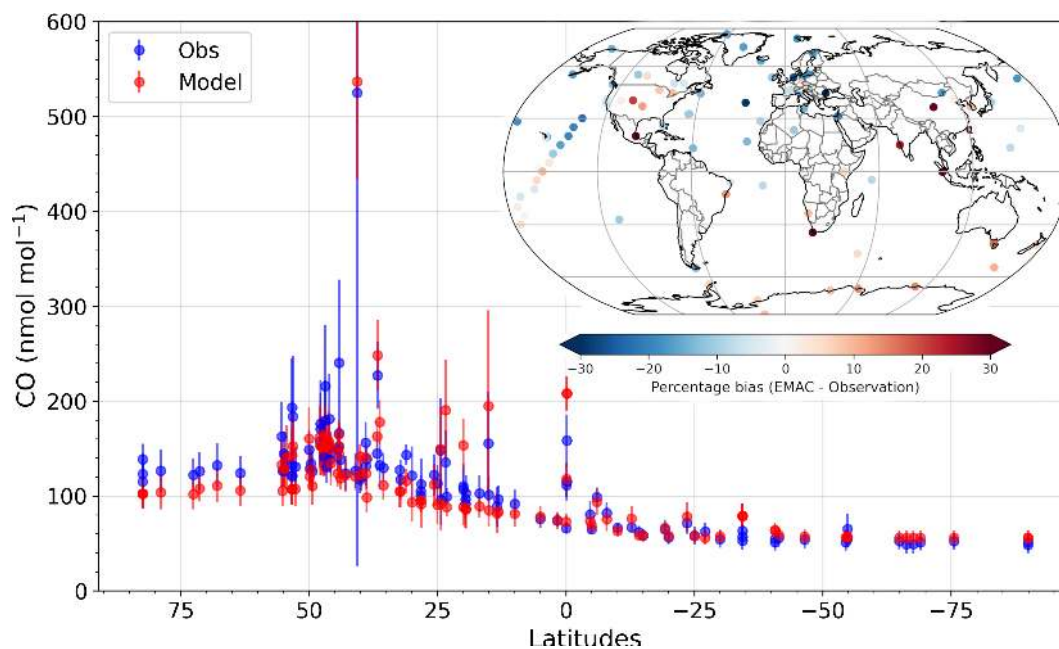 600
500
400
300
200
100
0
CO (nmol mol⁻¹)
Obs
Model
−30 −20 −10 0 10 20 30
Percentage bias (EMAC - Observation)
75 50 25 0 −25 −50 −75
Latitudes